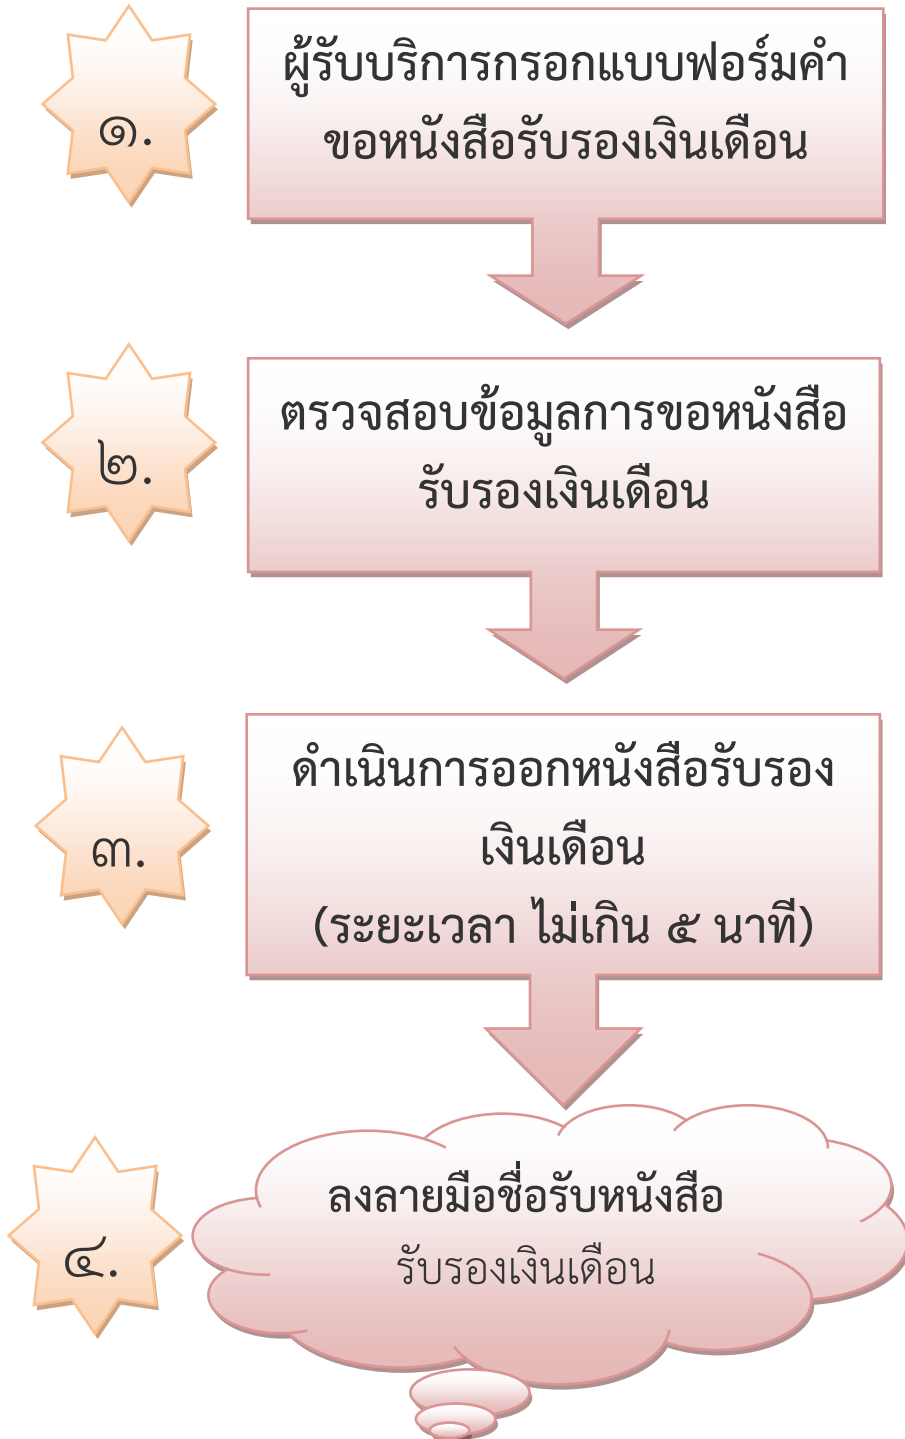 ๑.
ผู้รับบริการกรอกแบบฟอร์มคำ
ขอหนังสือรับรองเงินเดือน
๒.
ตรวจสอบข้อมูลการขอหนังสือ
รับรองเงินเดือน
๓.
ดำเนินการออกหนังสือรับรอง
เงินเดือน
(ระยะเวลา ไม่เกิน ๕ นาที)
๔.
ลงลายมือชื่อรับหนังสือ
รับรองเงินเดือน